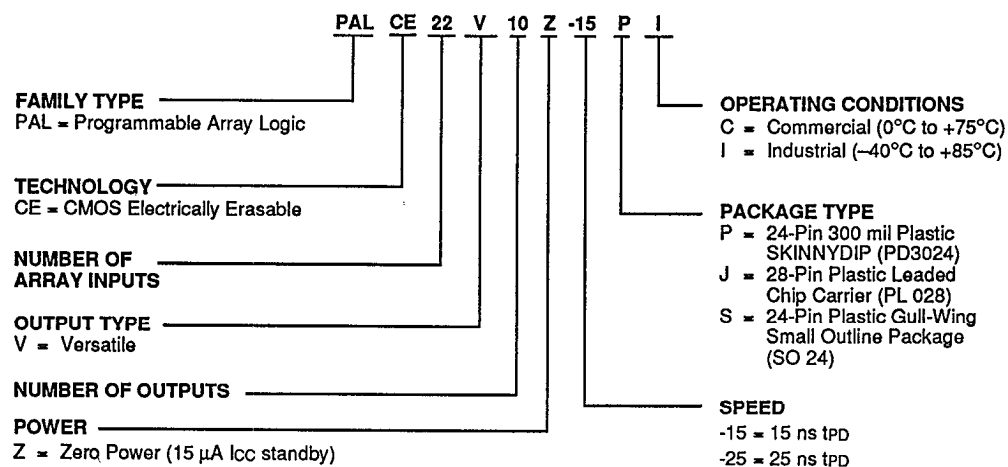 PAL CE 22 V 10 Z -15 P I
FAMILY TYPE
PAL = Programmable Array Logic
TECHNOLOGY
CE = CMOS Electrically Erasable
NUMBER OF
ARRAY INPUTS
OUTPUT TYPE
V = Versatile
NUMBER OF OUTPUTS
POWER
Z = Zero Power (15 µA ICC standby)
OPERATING CONDITIONS
C = Commercial (0°C to +75°C)
I = Industrial (–40°C to +85°C)
PACKAGE TYPE
P = 24-Pin 300 mil Plastic
SKINNYDIP (PD3024)
J = 28-Pin Plastic Leaded
Chip Carrier (PL 028)
S = 24-Pin Plastic Gull-Wing
Small Outline Package
(SO 24)
SPEED
-15 = 15 ns tPD
-25 = 25 ns tPD